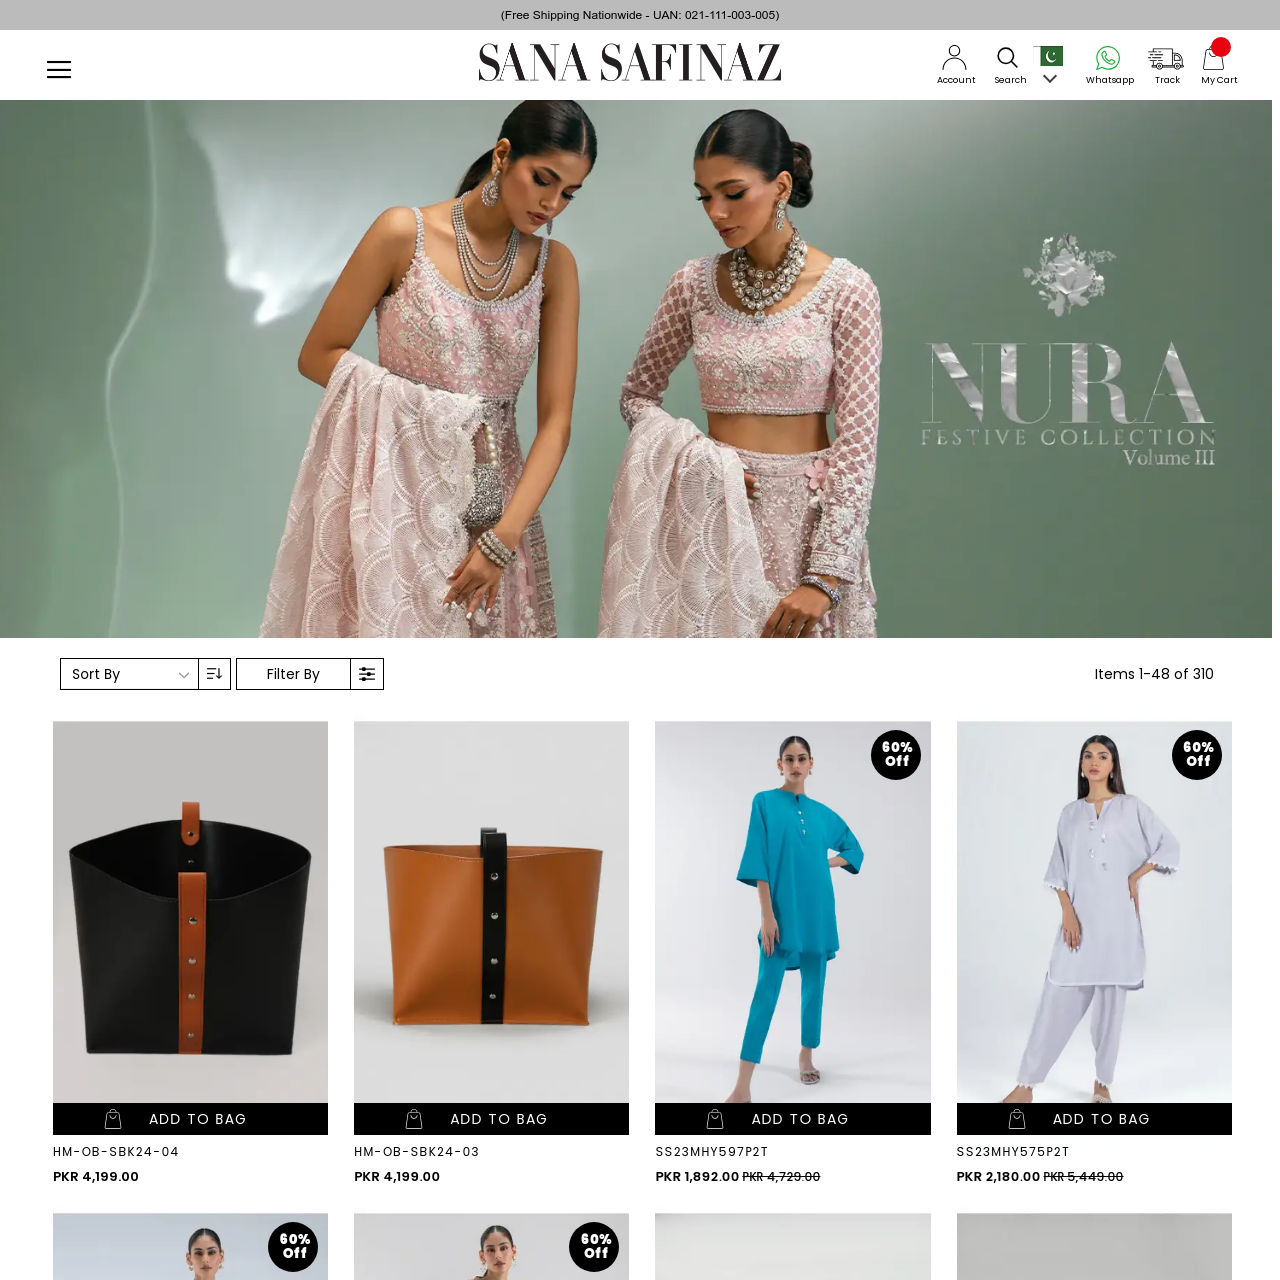 (Free Shipping Nationwide - UAN: 021-111-003-005)
SANA SAFINAZ
Account
Search
Whatsapp
Track
My Cart
NURA
FESTIVE COLLECTION
Volume III
Sort By
Filter By
Items 1-48 of 310
60%
Off
60%
Off
ADD TO BAG
ADD TO BAG
ADD TO BAG
ADD TO BAG
HM-OB-SBK24-04
HM-OB-SBK24-03
SS23MHY597P2T
SS23MHY575P2T
PKR 4,199.00
PKR 4,199.00
PKR 1,892.00 PKR 4,729.00
PKR 2,180.00 PKR 5,449.00
60%
Off
60%
Off